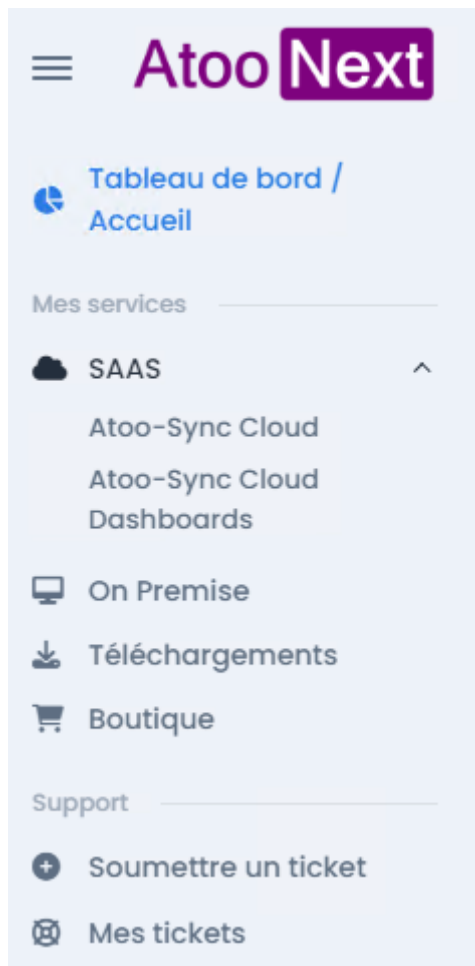 Atoo Next
Tableau de bord /
Accueil
Mes services
SAAS
Atoo-Sync Cloud
Atoo-Sync Cloud
Dashboards
On Premise
Téléchargements
Boutique
Support
Soumettre un ticket
Mes tickets